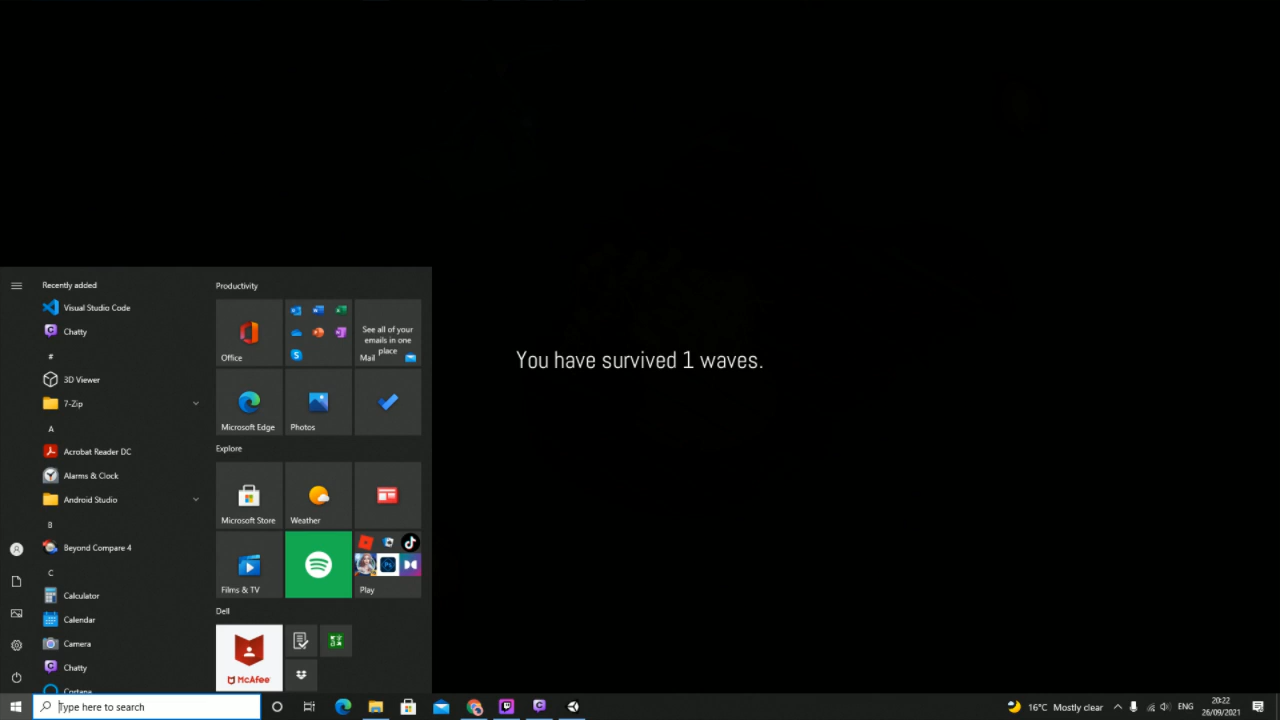 You have survived 1 waves.
Recently added
Visual Studio Code
Chatty
#
3D Viewer
7-Zip
A
Acrobat Reader DC
Alarms & Clock
Android Studio
B
Beyond Compare 4
C
Calculator
Calendar
Camera
Chatty
Cortana
Productivity
Office
See all of your
emails in one
place
Mail
Microsoft Edge
Photos
Explore
Microsoft Store
Weather
Films & TV
Play
Dell
McAfee
Type here to search
16°C Mostly clear
ENG
20:22
26/09/2021